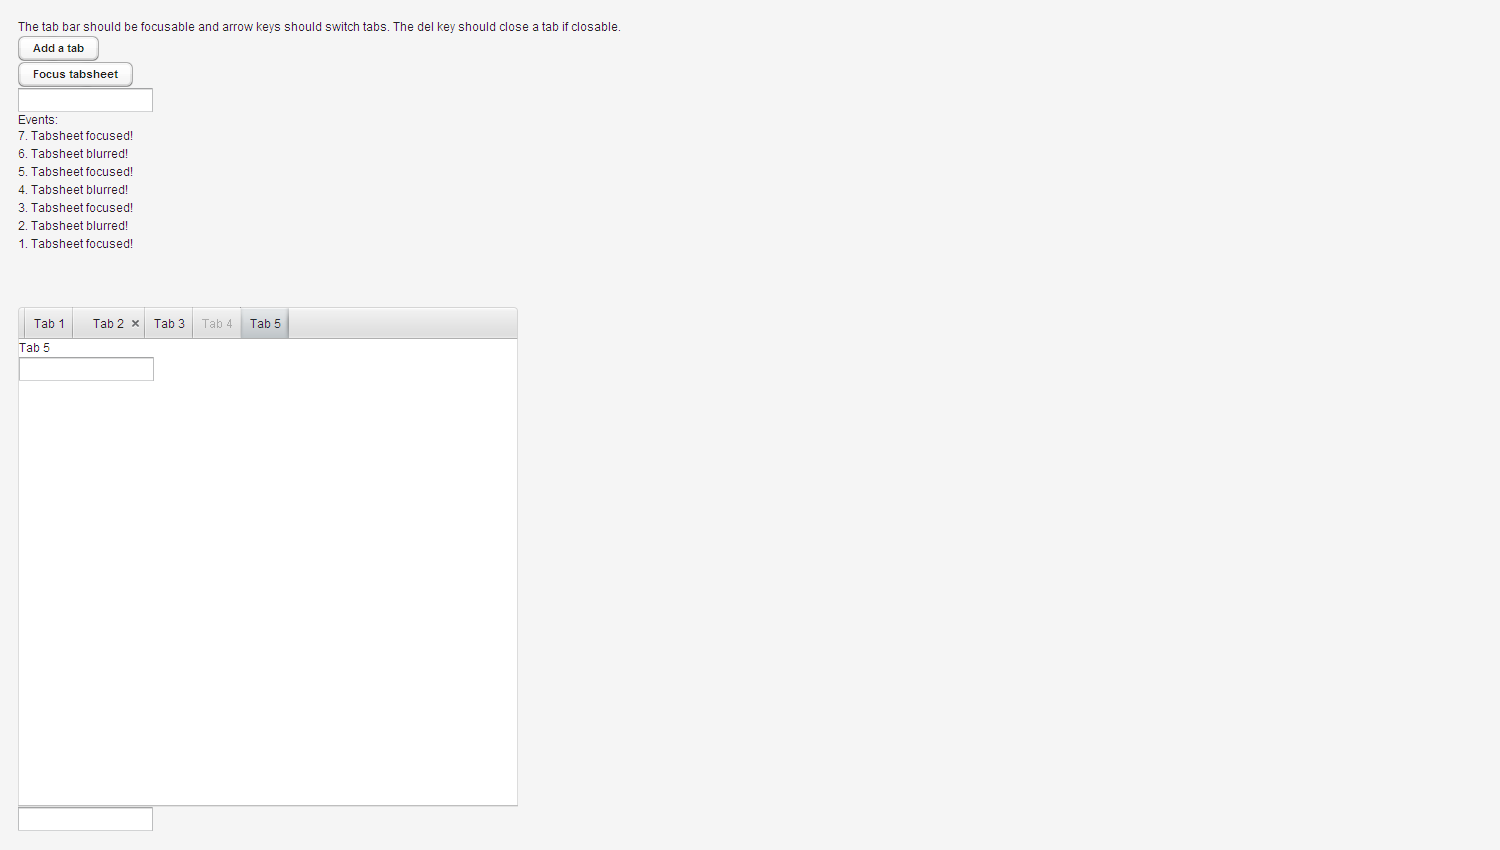 The tab bar should be focusable and arrow keys should switch tabs. The del key should close a tab if closable.
Add a tab
Focus tabsheet
Events:
7. Tabsheet focused!
6. Tabsheet blurred!
5. Tabsheet focused!
4. Tabsheet blurred!
3. Tabsheet focused!
2. Tabsheet blurred!
1. Tabsheet focused!
Tab 1 Tab 2 Tab 3 Tab 4 Tab 5
Tab 5